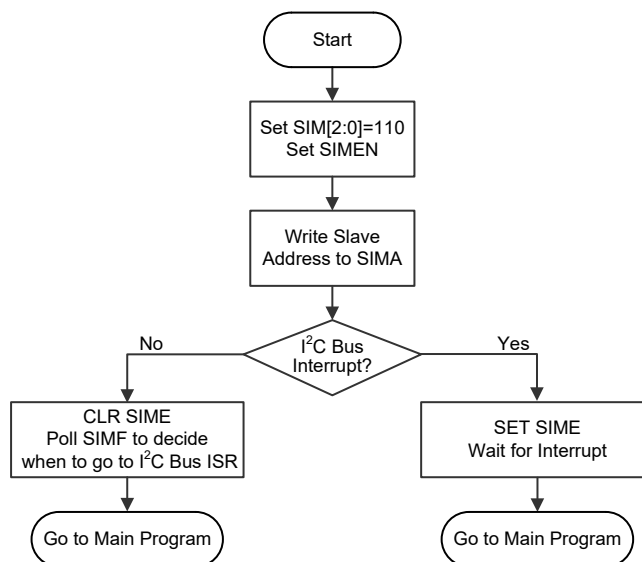 Start
Set SIM[2:0]=110
Set SIMEN
Write Slave
Address to SIMA
I²C Bus
Interrupt?
No
Yes
CLR SIME
Poll SIMF to decide
when to go to I²C Bus ISR
SET SIME
Wait for Interrupt
Go to Main Program
Go to Main Program